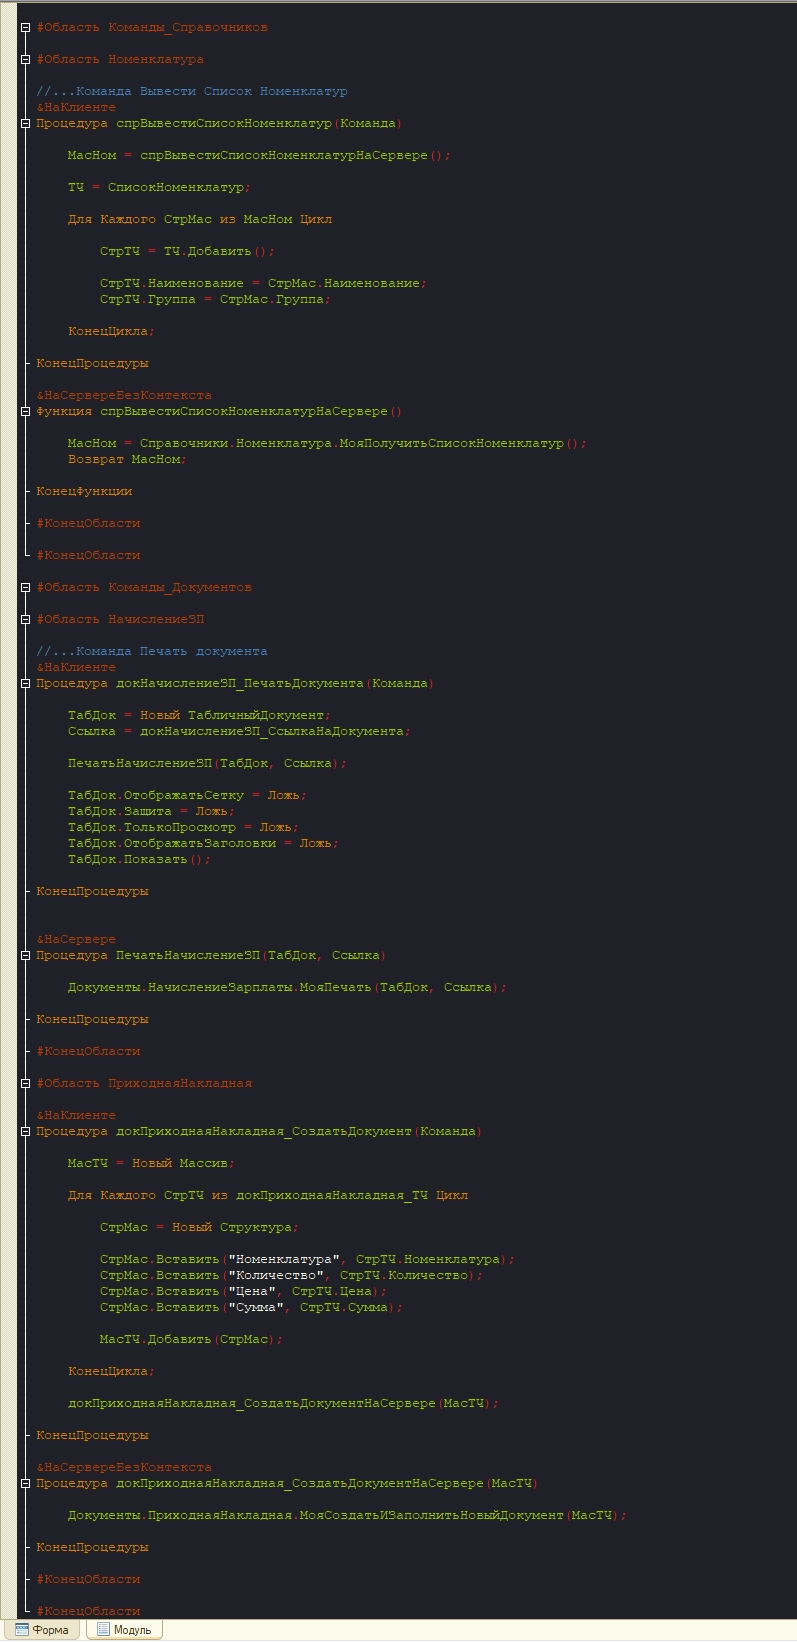 #Область Команды_Справочников
#Область Номенклатура
//...Команда Вывести Список Номенклатур
&НаКлиенте
Процедура спрВывестиСписокНоменклатур(Команда)
МасНом = спрВывестиСписокНоменклатурНаСервере();
ТЧ = СписокНоменклатур;
Для Каждого СтрМас из МасНом Цикл
СтрТЧ = ТЧ.Добавить();
СтрТЧ.Наименование = СтрМас.Наименование;
СтрТЧ.Группа = СтрМас.Группа;
КонецЦикла;
КонецПроцедуры
&НаСервереБезКонтекста
Функция спрВывестиСписокНоменклатурНаСервере()
МасНом = Справочники.Номенклатура.МояПолучитьСписокНоменклатур();
Возврат МасНом;
КонецФункции
#КонецОбласти
#КонецОбласти
#Область Команды_Документов
#Область НачислениеЗП
//...Команда Печать документа
&НаКлиенте
Процедура докНачислениеЗП_ПечатьДокумента(Команда)
ТабДок = Новый ТабличныйДокумент;
Ссылка = докНачислениеЗП_СсылкаНаДокумента;
ПечатьНачислениеЗП(ТабДок, Ссылка);
ТабДок.ОтображатьСетку = Ложь;
ТабДок.Защита = Ложь;
ТабДок.ТолькоПросмотр = Ложь;
ТабДок.ОтображатьЗаголовки = Ложь;
ТабДок.Показать();
КонецПроцедуры
&НаСервере
Процедура ПечатьНачислениеЗП(ТабДок, Ссылка)
Документы.НачислениеЗарплаты.МояПечать(ТабДок, Ссылка);
КонецПроцедуры
#КонецОбласти
#Область ПриходнаяНакладная
&НаКлиенте
Процедура докПриходнаяНакладная_СоздатьДокумент(Команда)
МасТЧ = Новый Массив;
Для Каждого СтрТЧ из докПриходнаяНакладная_ТЧ Цикл
СтрМас = Новый Структура;
СтрМас.Вставить("Номенклатура", СтрТЧ.Номенклатура);
СтрМас.Вставить("Количество", СтрТЧ.Количество);
СтрМас.Вставить("Цена", СтрТЧ.Цена);
СтрМас.Вставить("Сумма", СтрТЧ.Сумма);
МасТЧ.Добавить(СтрМас);
КонецЦикла;
докПриходнаяНакладная_СоздатьДокументНаСервере(МасТЧ);
КонецПроцедуры
&НаСервереБезКонтекста
Процедура докПриходнаяНакладная_СоздатьДокументНаСервере(МасТЧ)
Документы.ПриходнаяНакладная.МояСоздатьИЗаполнитьНовыйДокумент(МасТЧ);
КонецПроцедуры
#КонецОбласти
#КонецОбласти
Форма Модуль